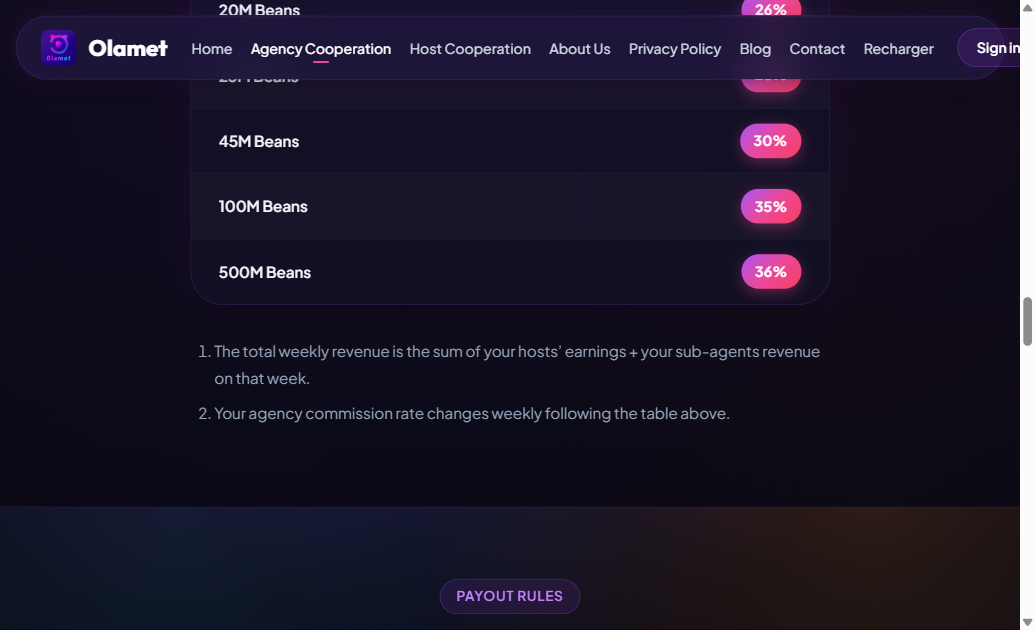 20M Beans
26%
Olamet
Olamet
Home
Agency Cooperation
Host Cooperation
About Us
Privacy Policy
Blog
Contact
Recharger
Sign in
45M Beans
30%
100M Beans
35%
500M Beans
36%
1. The total weekly revenue is the sum of your hosts' earnings + your sub-agents revenue
on that week.
2. Your agency commission rate changes weekly following the table above.
PAYOUT RULES